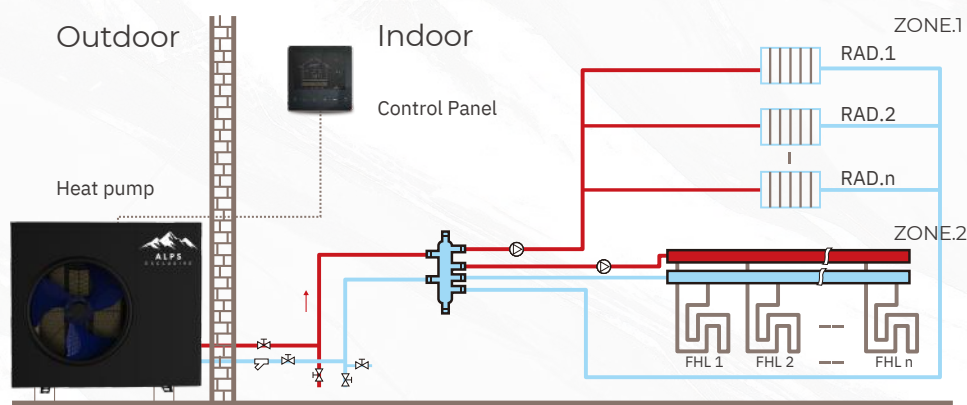 Outdoor
Indoor
ZONE.1
RAD.1
Control Panel
RAD.2
Heat pump
RAD.n
ZONE.2
ALPS
EXCLUSIVE
FHL 1
FHL 2
FHL n